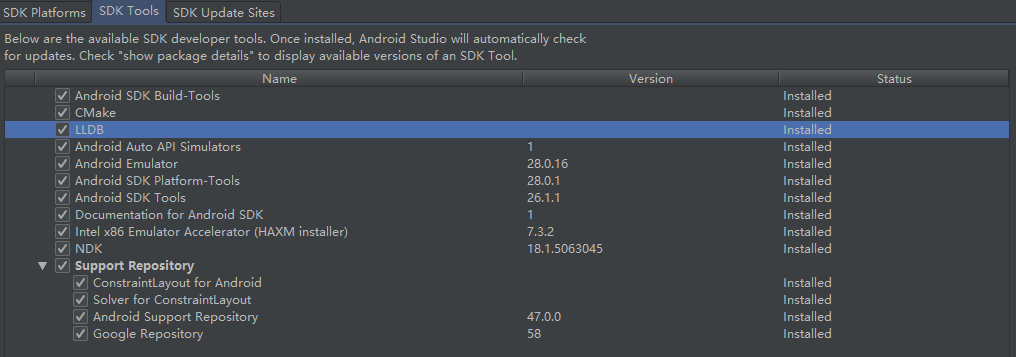 SDK Platforms SDK Tools SDK Update Sites
Below are the available SDK developer tools. Once installed, Android Studio will automatically check
for updates. Check "show package details" to display available versions of an SDK Tool.
Name Version Status
Android SDK Build-Tools Installed
CMake Installed
LLDB Installed
Android Auto API Simulators 1 Installed
Android Emulator 28.0.16 Installed
Android SDK Platform-Tools 28.0.1 Installed
Android SDK Tools 26.1.1 Installed
Documentation for Android SDK 1 Installed
Intel x86 Emulator Accelerator (HAXM installer) 7.3.2 Installed
NDK 18.1.5063045 Installed
Support Repository
ConstraintLayout for Android Installed
Solver for ConstraintLayout Installed
Android Support Repository 47.0.0 Installed
Google Repository 58 Installed